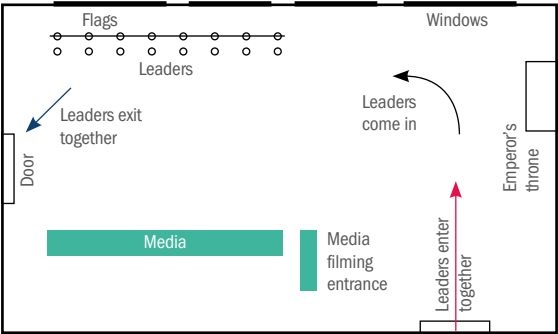 Flags
Windows
Leaders
Leaders
come in
Leaders exit
together
Door
Emperor's
throne
Media
Media
filming
entrance
Leaders enter
together